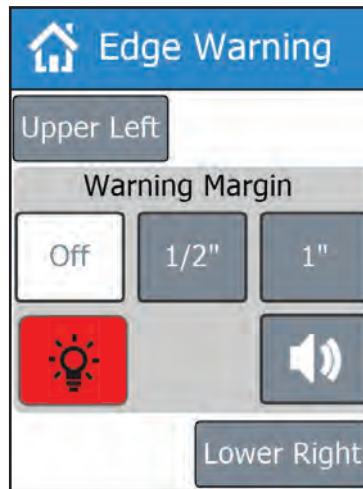 Edge Warning
Upper Left
Warning Margin
Off 1/2" 1"
Lower Right